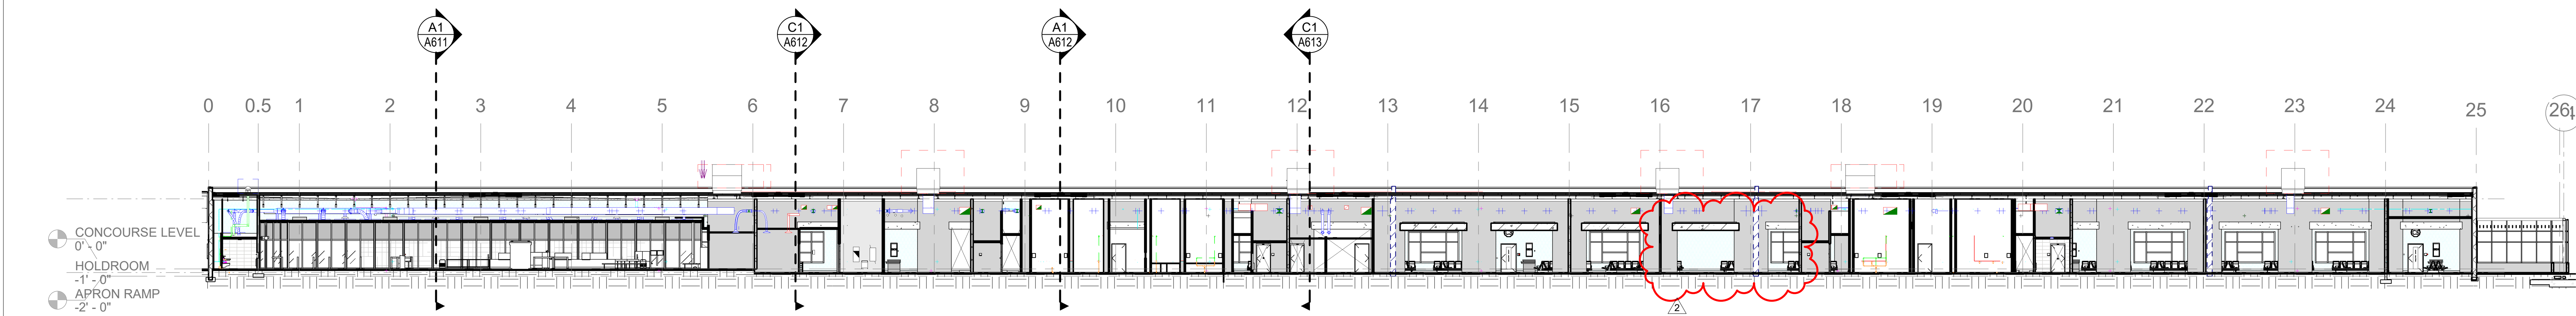 A1
A611
C1
A612
A1
A612
C1
A613
0 0.5 1 2 3 4 5 6 7 8 9 10 11 12 13 14 15 16 17 18 19 20 21 22 23 24 25 26
CONCOURSE LEVEL
0' - 0"
HOLDROOM
-1' - 0"
APRON RAMP
-2' - 0"
2